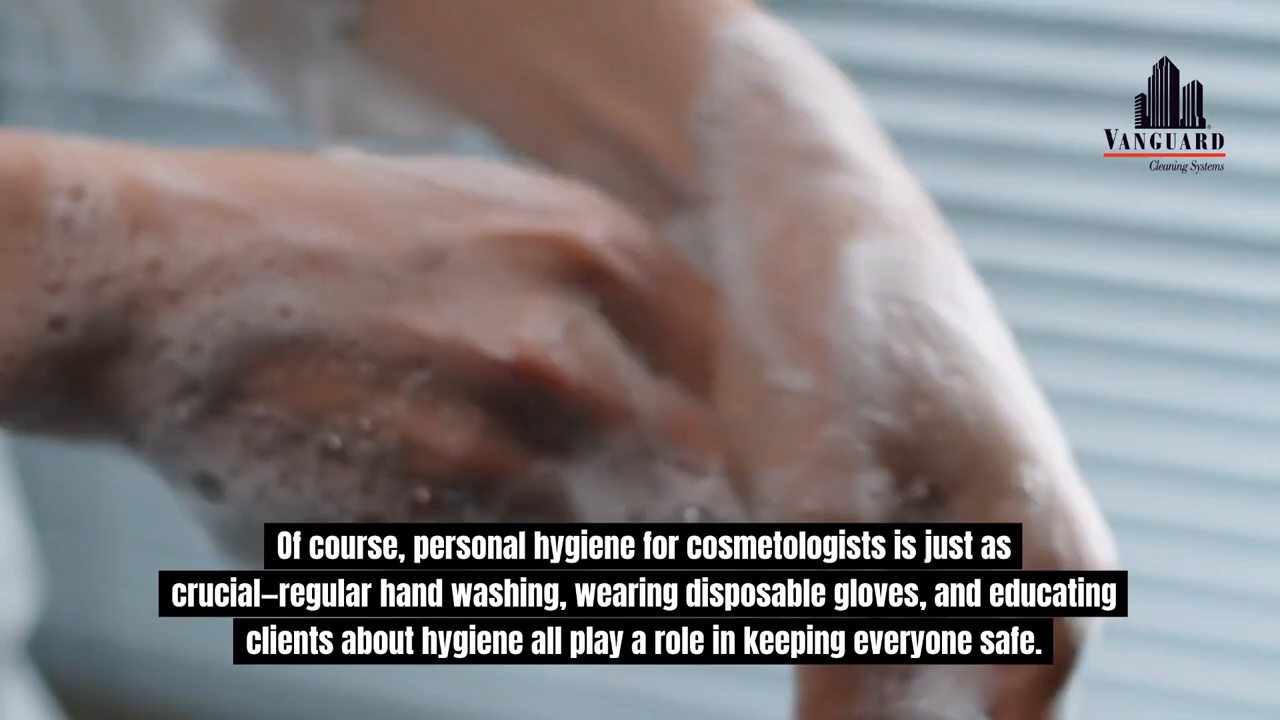 VANGUARD
Cleaning Systems
Of course, personal hygiene for cosmetologists is just as
crucial—regular hand washing, wearing disposable gloves, and educating
clients about hygiene all play a role in keeping everyone safe.